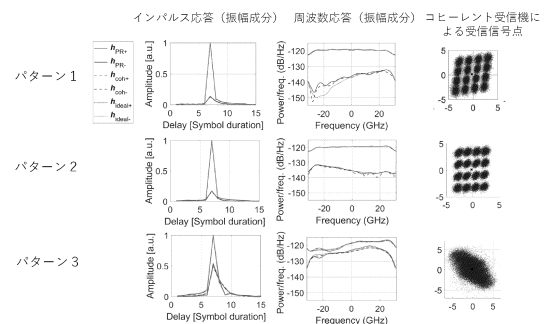 インパルス応答（振幅成分） 周波数応答（振幅成分） コヒーレント受信機に
による受信信号点
パターン１
h_PR+
h_PR-
h_coh+
h_coh-
h_ideal+
h_ideal-
Amplitude [a.u.]
1
0.5
0
0 5 10 15
Delay [Symbol duration]
Power/freq. (dB/Hz)
-120
-130
-140
-150
-20 0 20
Frequency (GHz)
5
0
-5
-5 0 5
パターン２
Amplitude [a.u.]
1
0.5
0
0 5 10 15
Delay [Symbol duration]
Power/freq. (dB/Hz)
-120
-130
-140
-150
-20 0 20
Frequency (GHz)
5
0
-5
-5 0 5
パターン３
Amplitude [a.u.]
1
0.5
0
0 5 10 15
Delay [Symbol duration]
Power/freq. (dB/Hz)
-120
-130
-140
-150
-20 0 20
Frequency (GHz)
5
0
-5
-5 0 5